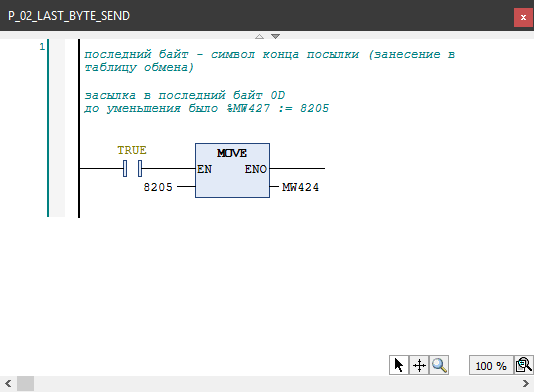 P_02_LAST_BYTE_SEND
x
1
последний байт - символ конца посылки (занесение в
таблицу обмена)
засылка в последний байт 0D
до уменьшения было %MW427 := 8205
TRUE
MOVE
EN ENO
8205 MW424
100 %